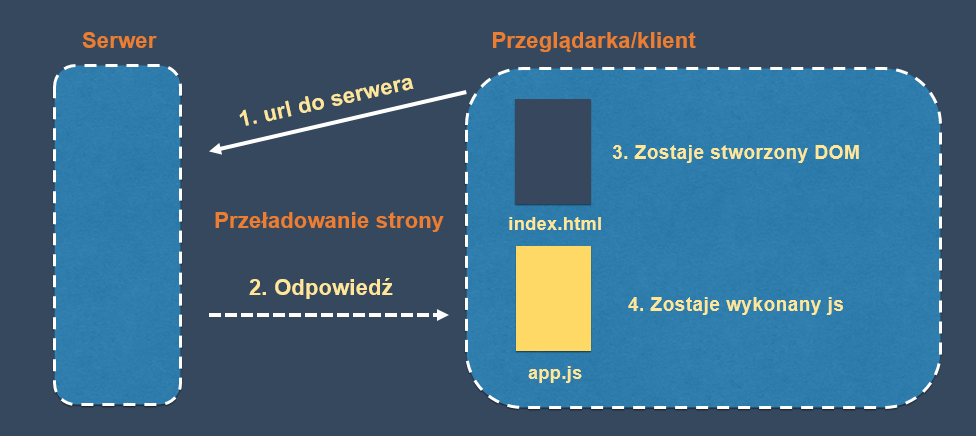 Serwer
Przeglądarka/klient
1. url do serwera
3. Zostaje stworzony DOM
Przeładowanie strony
index.html
2. Odpowiedź
4. Zostaje wykonany js
app.js